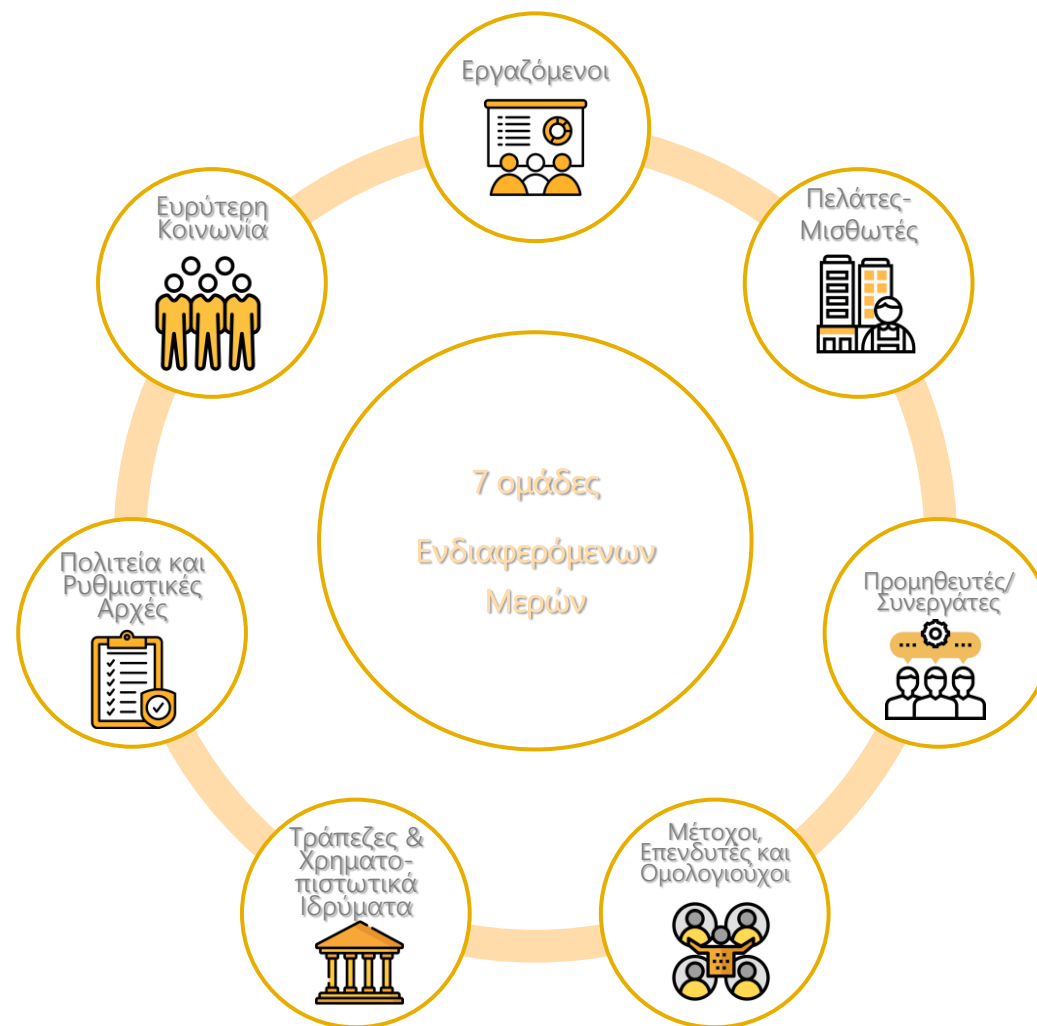 Εργαζόμενοι
Πελάτες-
Μισθωτές
Προμηθευτές/
Συνεργάτες
Μέτοχοι,
Επενδυτές και
Ομολογιούχοι
Τράπεζες &
Χρηματο-
πιστωτικά
Ιδρύματα
Πολιτεία και
Ρυθμιστικές
Αρχές
Ευρύτερη
Κοινωνία
7 ομάδες
Ενδιαφερόμενων
Μερών